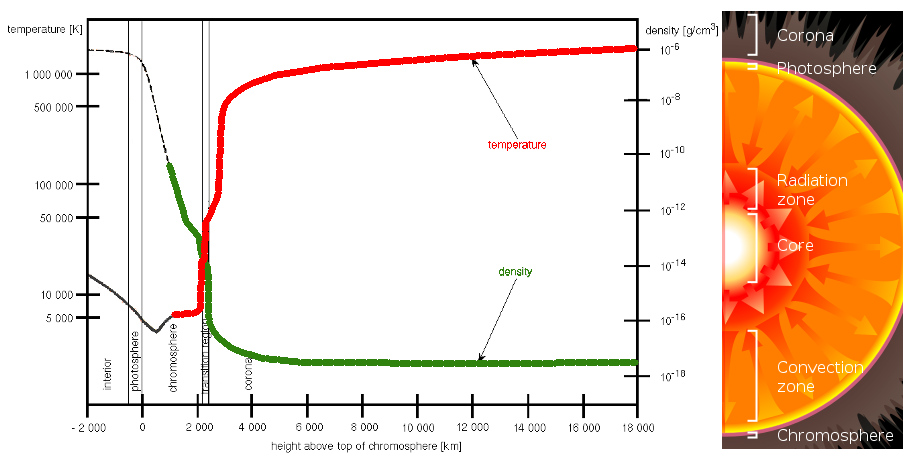 temperature [K]
density [g/cm³]
1 000 000
500 000
100 000
50 000
10 000
5 000
10⁻⁶
10⁻⁸
10⁻¹⁰
10⁻¹²
10⁻¹⁴
10⁻¹⁶
10⁻¹⁸
temperature
density
interior
photosphere
chromosphere
transition region
corona
- 2 000
0
2 000
4 000
6 000
8 000
10 000
12 000
14 000
16 000
18 000
height above top of chromosphere [km]
Corona
Photosphere
Radiation
zone
Core
Convection
zone
Chromosphere